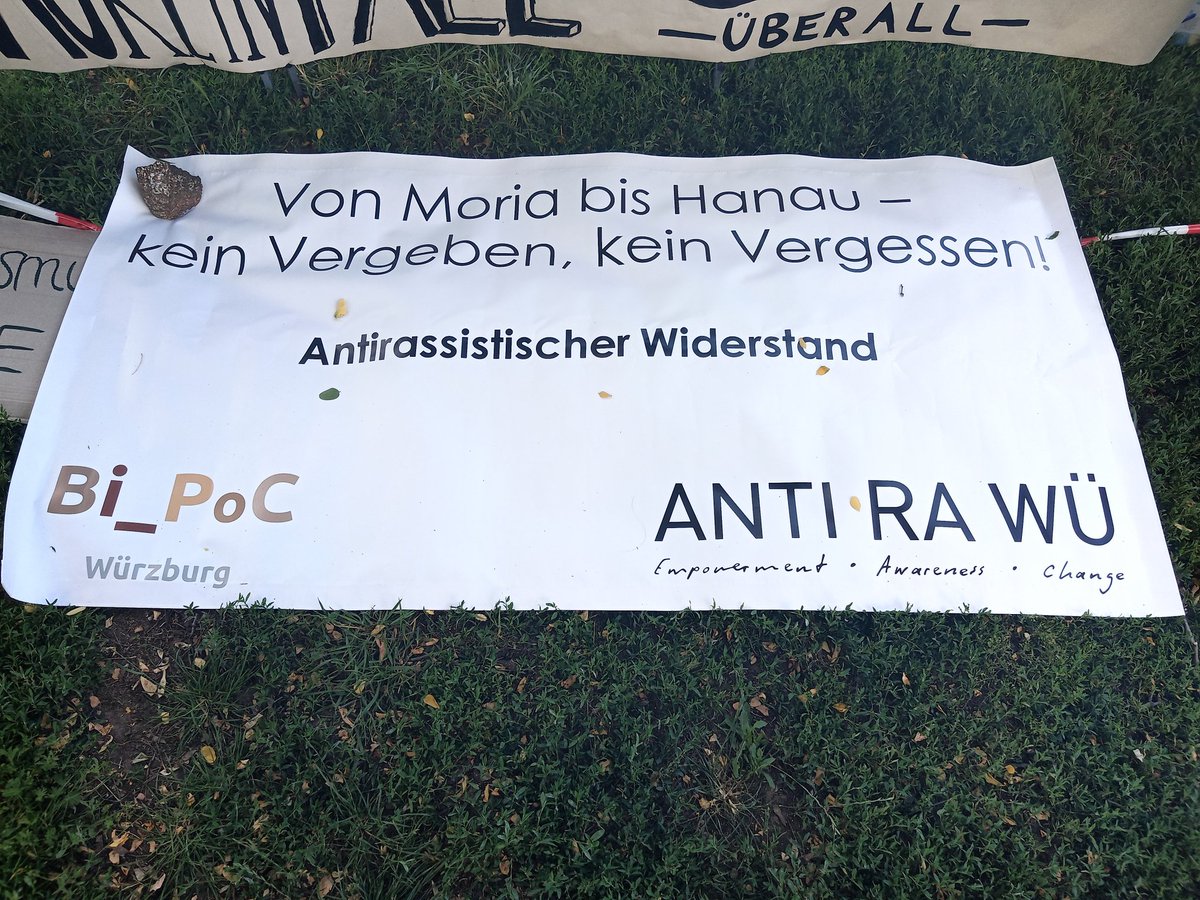 —ÜBERALL—
Von Moria bis Hanau –
kein Vergeben, kein Vergessen!
Antirassistischer Widerstand
Bi_PoC
Würzburg
ANTI RA WÜ
Empowerment · Awareness · Change